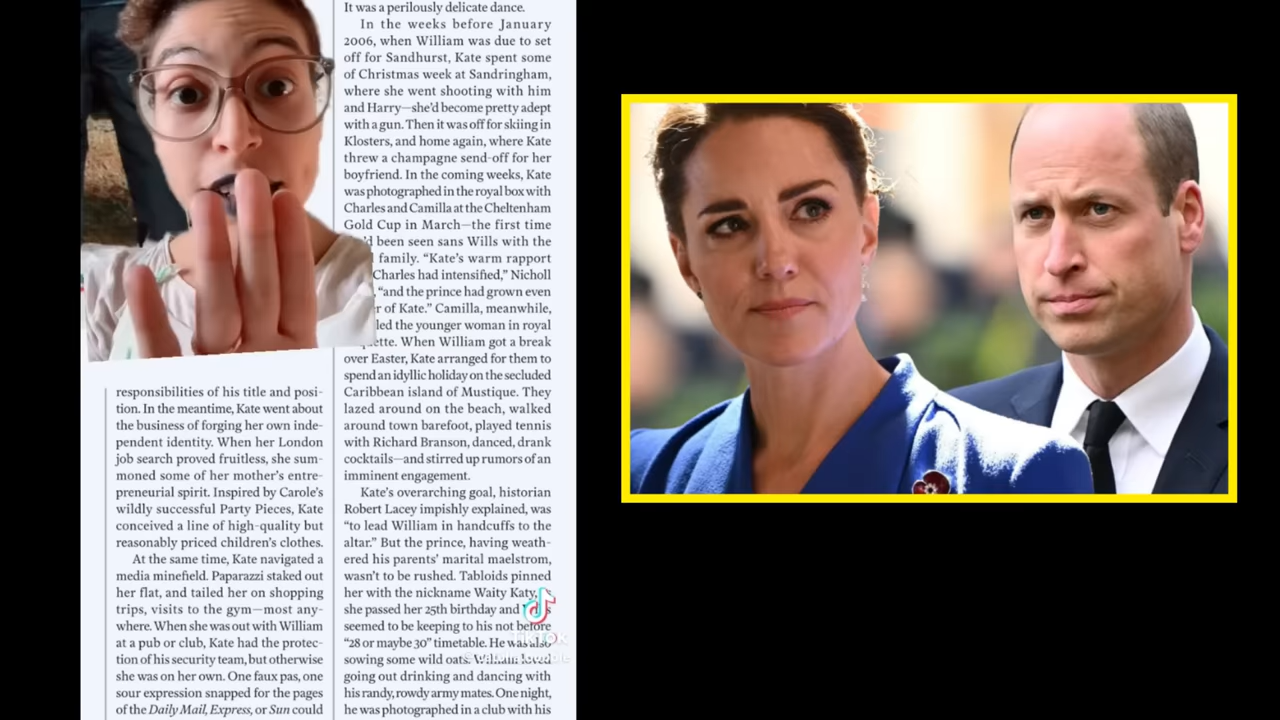 responsibilities of his title and posi-
tion. In the meantime, Kate went about
the business of forging her own inde-
pendent identity. When her London
job search proved fruitless, she sum-
moned some of her mother's entre-
preneurial spirit. Inspired by Carole's
wildly successful Party Pieces, Kate
conceived a line of high-quality but
reasonably priced children's clothes.
At the same time, Kate navigated a
media minefield. Paparazzi staked out
her flat, and tailed her on shopping
trips, visits to the gym—most any-
where. When she was out with William
at a pub or club, Kate had the protec-
tion of his security team, but otherwise
she was on her own. One faux pas, one
sour expression snapped for the pages
of the Daily Mail, Express, or Sun could
It was a perilously delicate dance.
In the weeks before January
2006, when William was due to set
off for Sandhurst, Kate spent some
of Christmas week at Sandringham,
where she went shooting with him
and Harry—she'd become pretty adept
with a gun. Then it was off for skiing in
Klosters, and home again, where Kate
threw a champagne send-off for her
boyfriend. In the coming weeks, Kate
was photographed in the royal box with
Charles and Camilla at the Cheltenham
Gold Cup in March—the first time
been seen sans Wills with the
family. "Kate's warm rapport
Charles had intensified," Nicholl
"and the prince had grown even
of Kate." Camilla, meanwhile,
the younger woman in royal
When William got a break
over Easter, Kate arranged for them to
spend an idyllic holiday on the secluded
Caribbean island of Mustique. They
lazed around on the beach, walked
around town barefoot, played tennis
with Richard Branson, danced, drank
cocktails—and stirred up rumors of an
imminent engagement.
Kate's overarching goal, historian
Robert Lacey impishly explained, was
"to lead William in handcuffs to the
altar." But the prince, having weath-
ered his parents' marital maelstrom,
wasn't to be rushed. Tabloids pinned
her with the nickname Waity Katy,
she passed her 25th birthday and
seemed to be keeping to his not before
"28 or maybe 30" timetable. He was also
sowing some wild oats. William loved
going out drinking and dancing with
his randy, rowdy army mates. One night,
he was photographed in a club with his
TikTok